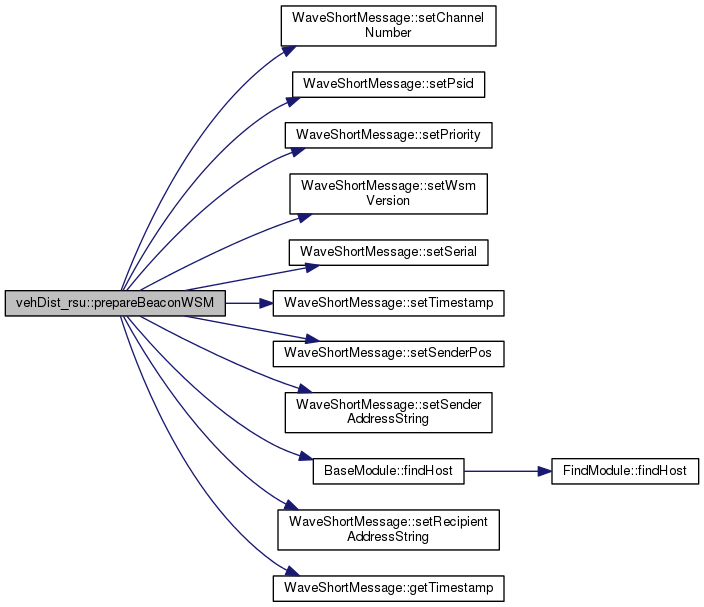 WaveShortMessage::setChannel
Number
WaveShortMessage::setPsid
WaveShortMessage::setPriority
WaveShortMessage::setWsm
Version
WaveShortMessage::setSerial
vehDist_rsu::prepareBeaconWSM
WaveShortMessage::setTimestamp
WaveShortMessage::setSenderPos
WaveShortMessage::setSender
AddressString
BaseModule::findHost
FindModule::findHost
WaveShortMessage::setRecipient
AddressString
WaveShortMessage::getTimestamp